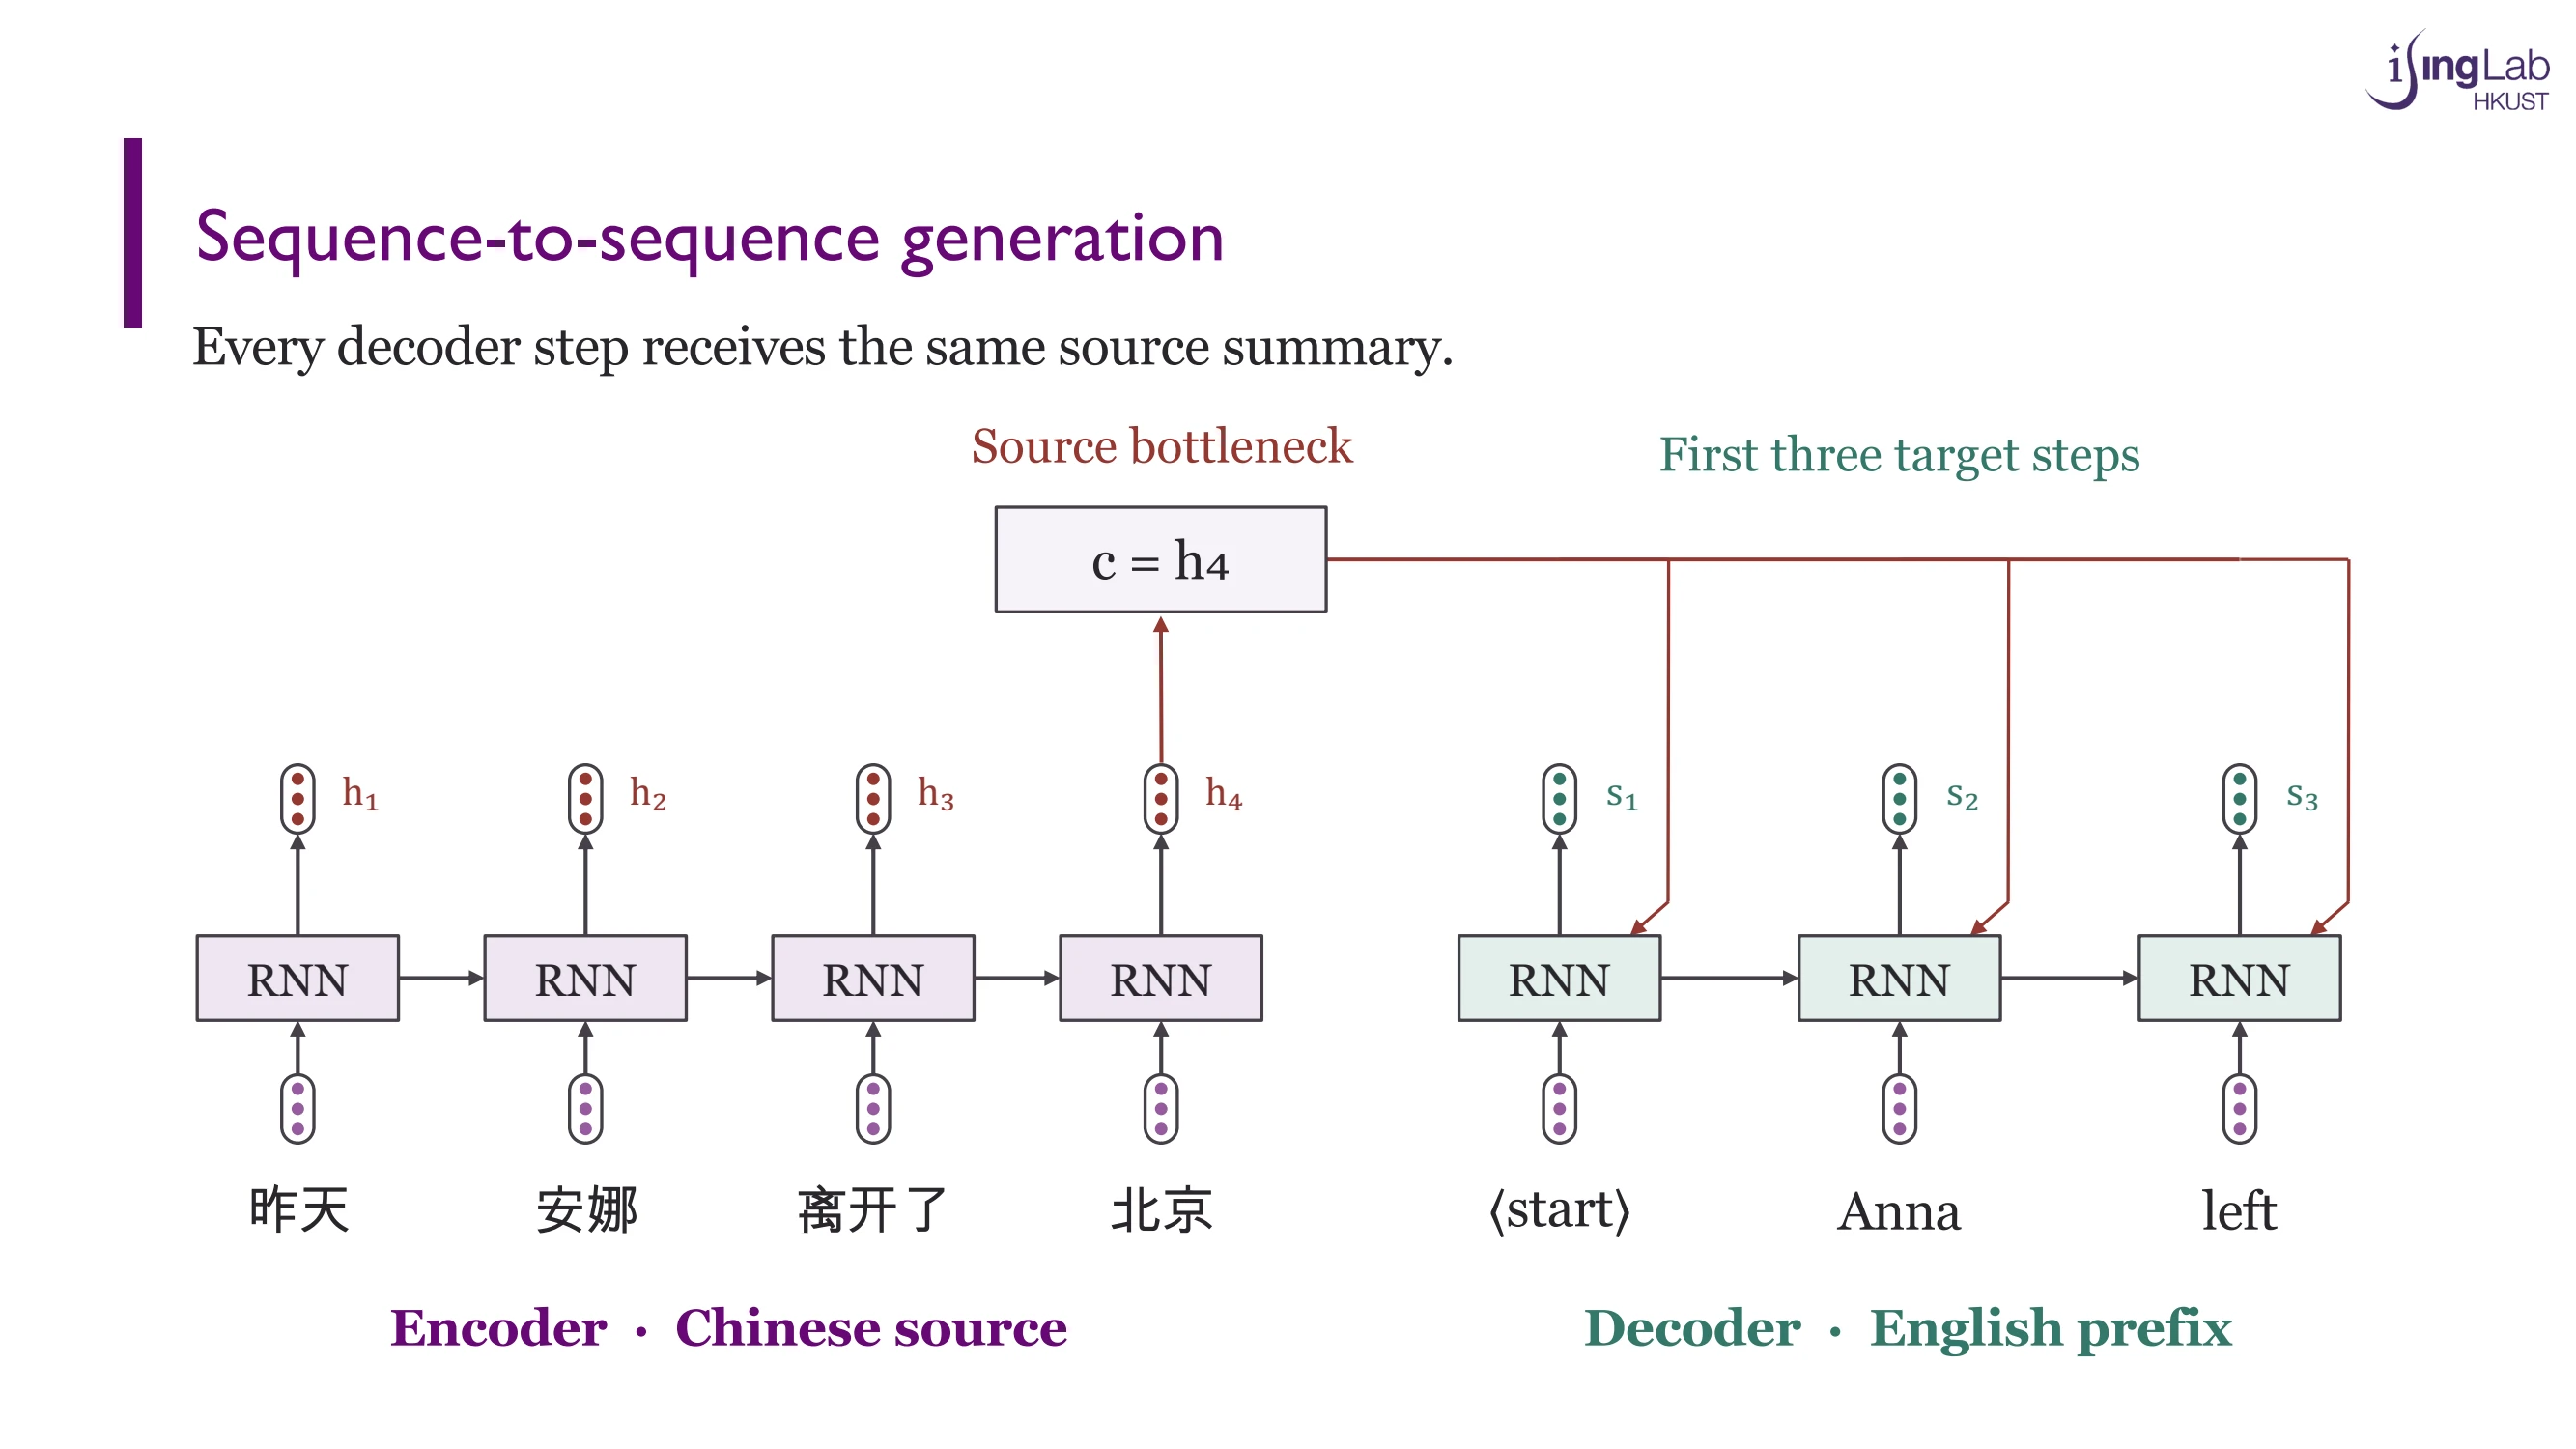 iSingLab
HKUST
Sequence-to-sequence generation
Every decoder step receives the same source summary.
Source bottleneck
First three target steps
c = h4
h₁ h₂ h₃ h₄ s₁ s₂ s₃
RNN RNN RNN RNN RNN RNN RNN
昨天 安娜 离开了 北京 ⟨start⟩ Anna left
Encoder · Chinese source
Decoder · English prefix